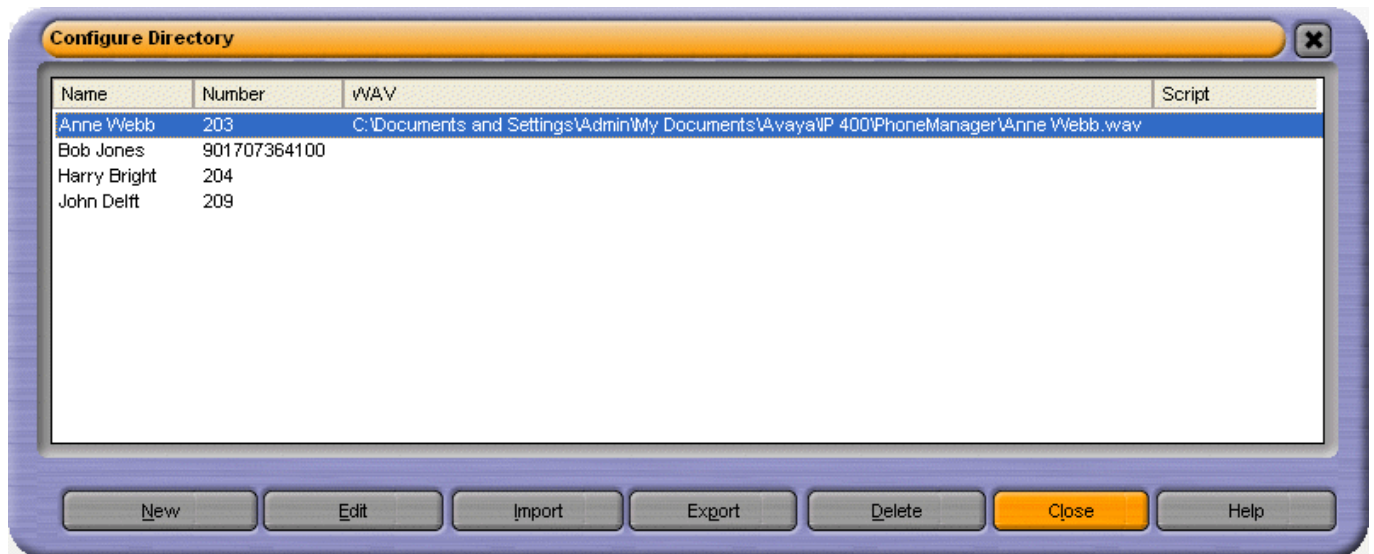 Configure Directory
Name Number WAV Script
Anne Webb 203 C:\Documents and Settings\Admin\My Documents\Avaya\IP 400\PhoneManager\Anne Webb.wav
Bob Jones 901707364100
Harry Bright 204
John Delft 209
New Edit Import Export Delete Close Help